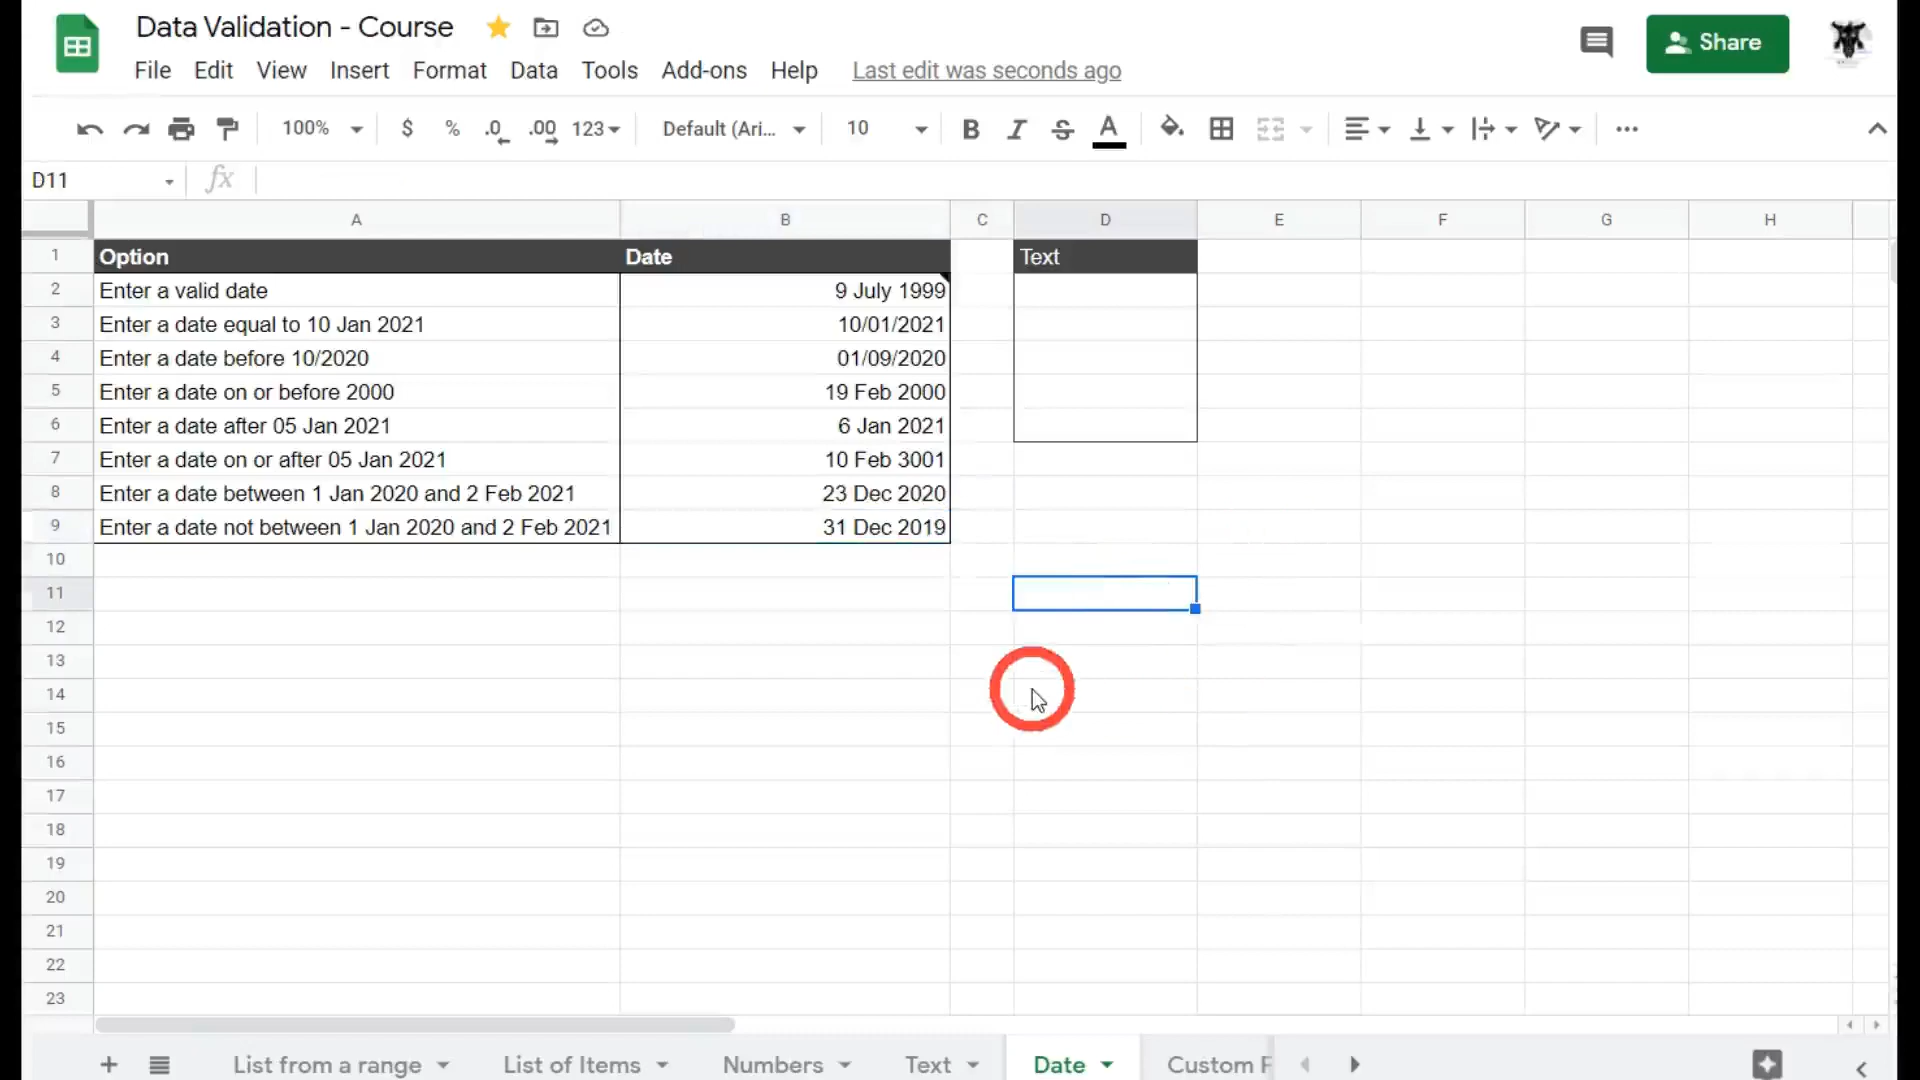 Data Validation - Course
File Edit View Insert Format Data Tools Add-ons Help Last edit was seconds ago
Share
100% $ % .0 .00 123 Default (Ari... 10 B I S A
D11 fx
A B C D E F G H
1 Option Date Text
2 Enter a valid date 9 July 1999
3 Enter a date equal to 10 Jan 2021 10/01/2021
4 Enter a date before 10/2020 01/09/2020
5 Enter a date on or before 2000 19 Feb 2000
6 Enter a date after 05 Jan 2021 6 Jan 2021
7 Enter a date on or after 05 Jan 2021 10 Feb 3001
8 Enter a date between 1 Jan 2020 and 2 Feb 2021 23 Dec 2020
9 Enter a date not between 1 Jan 2020 and 2 Feb 2021 31 Dec 2019
10
11
12
13
14
15
16
17
18
19
20
21
22
23
+ List from a range List of Items Numbers Text Date Custom F